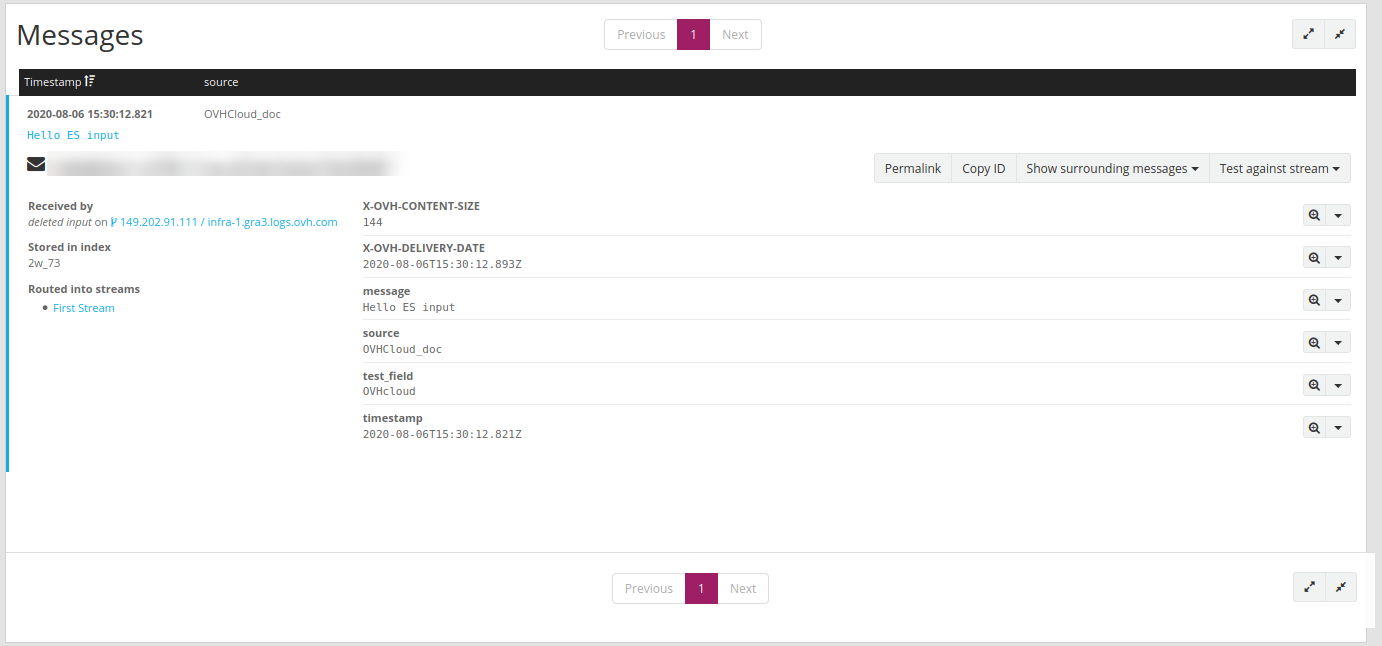 Messages
Previous 1 Next
Timestamp source
2020-08-06 15:30:12.821 OVHCloud_doc
Hello ES input
Permalink Copy ID Show surrounding messages Test against stream
Received by
deleted input on 149.202.91.111 / infra-1.gra3.logs.ovh.com
Stored in index
2w_73
Routed into streams
First Stream
X-OVH-CONTENT-SIZE
144
X-OVH-DELIVERY-DATE
2020-08-06T15:30:12.893Z
message
Hello ES input
source
OVHCloud_doc
test_field
OVHcloud
timestamp
2020-08-06T15:30:12.821Z
Previous 1 Next